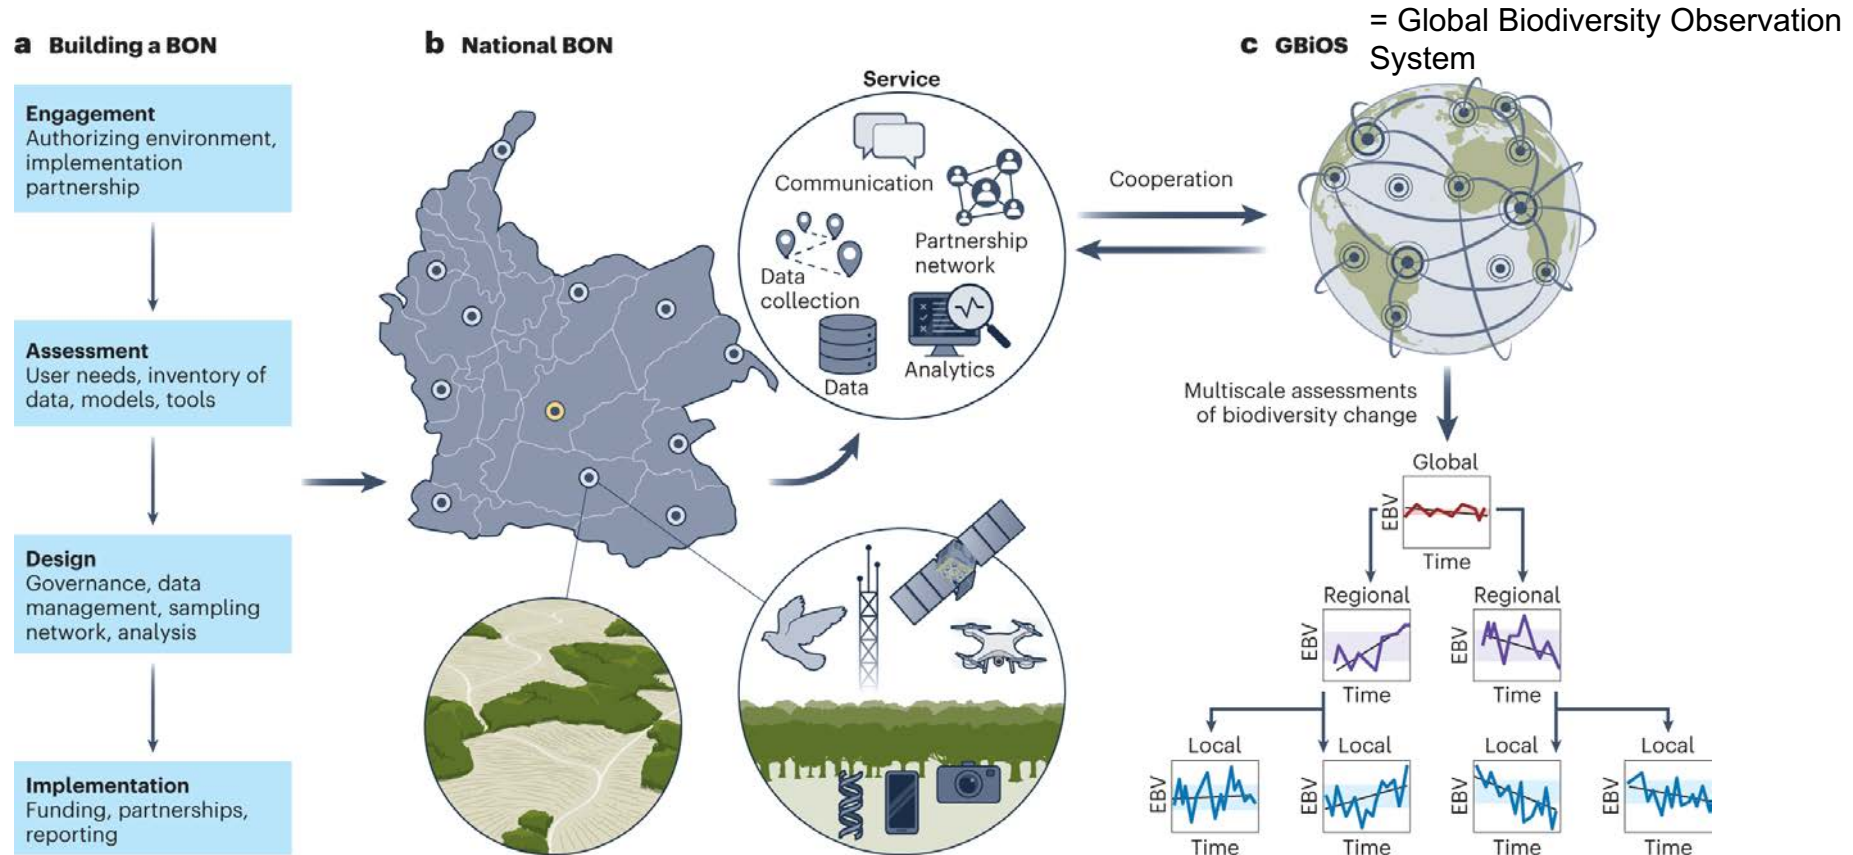 a Building a BON
Engagement
Authorizing environment,
implementation
partnership
Assessment
User needs, inventory of
data, models, tools
Design
Governance, data
management, sampling
network, analysis
Implementation
Funding, partnerships,
reporting
b National BON
Service
Communication
Partnership
network
Data
collection
Data
Analytics
Cooperation
c GBiOS
= Global Biodiversity Observation
System
Multiscale assessments
of biodiversity change
Global
EBV
Time
Regional
EBV
Time
Regional
EBV
Time
Local
EBV
Time
Local
EBV
Time
Local
EBV
Time
Local
EBV
Time